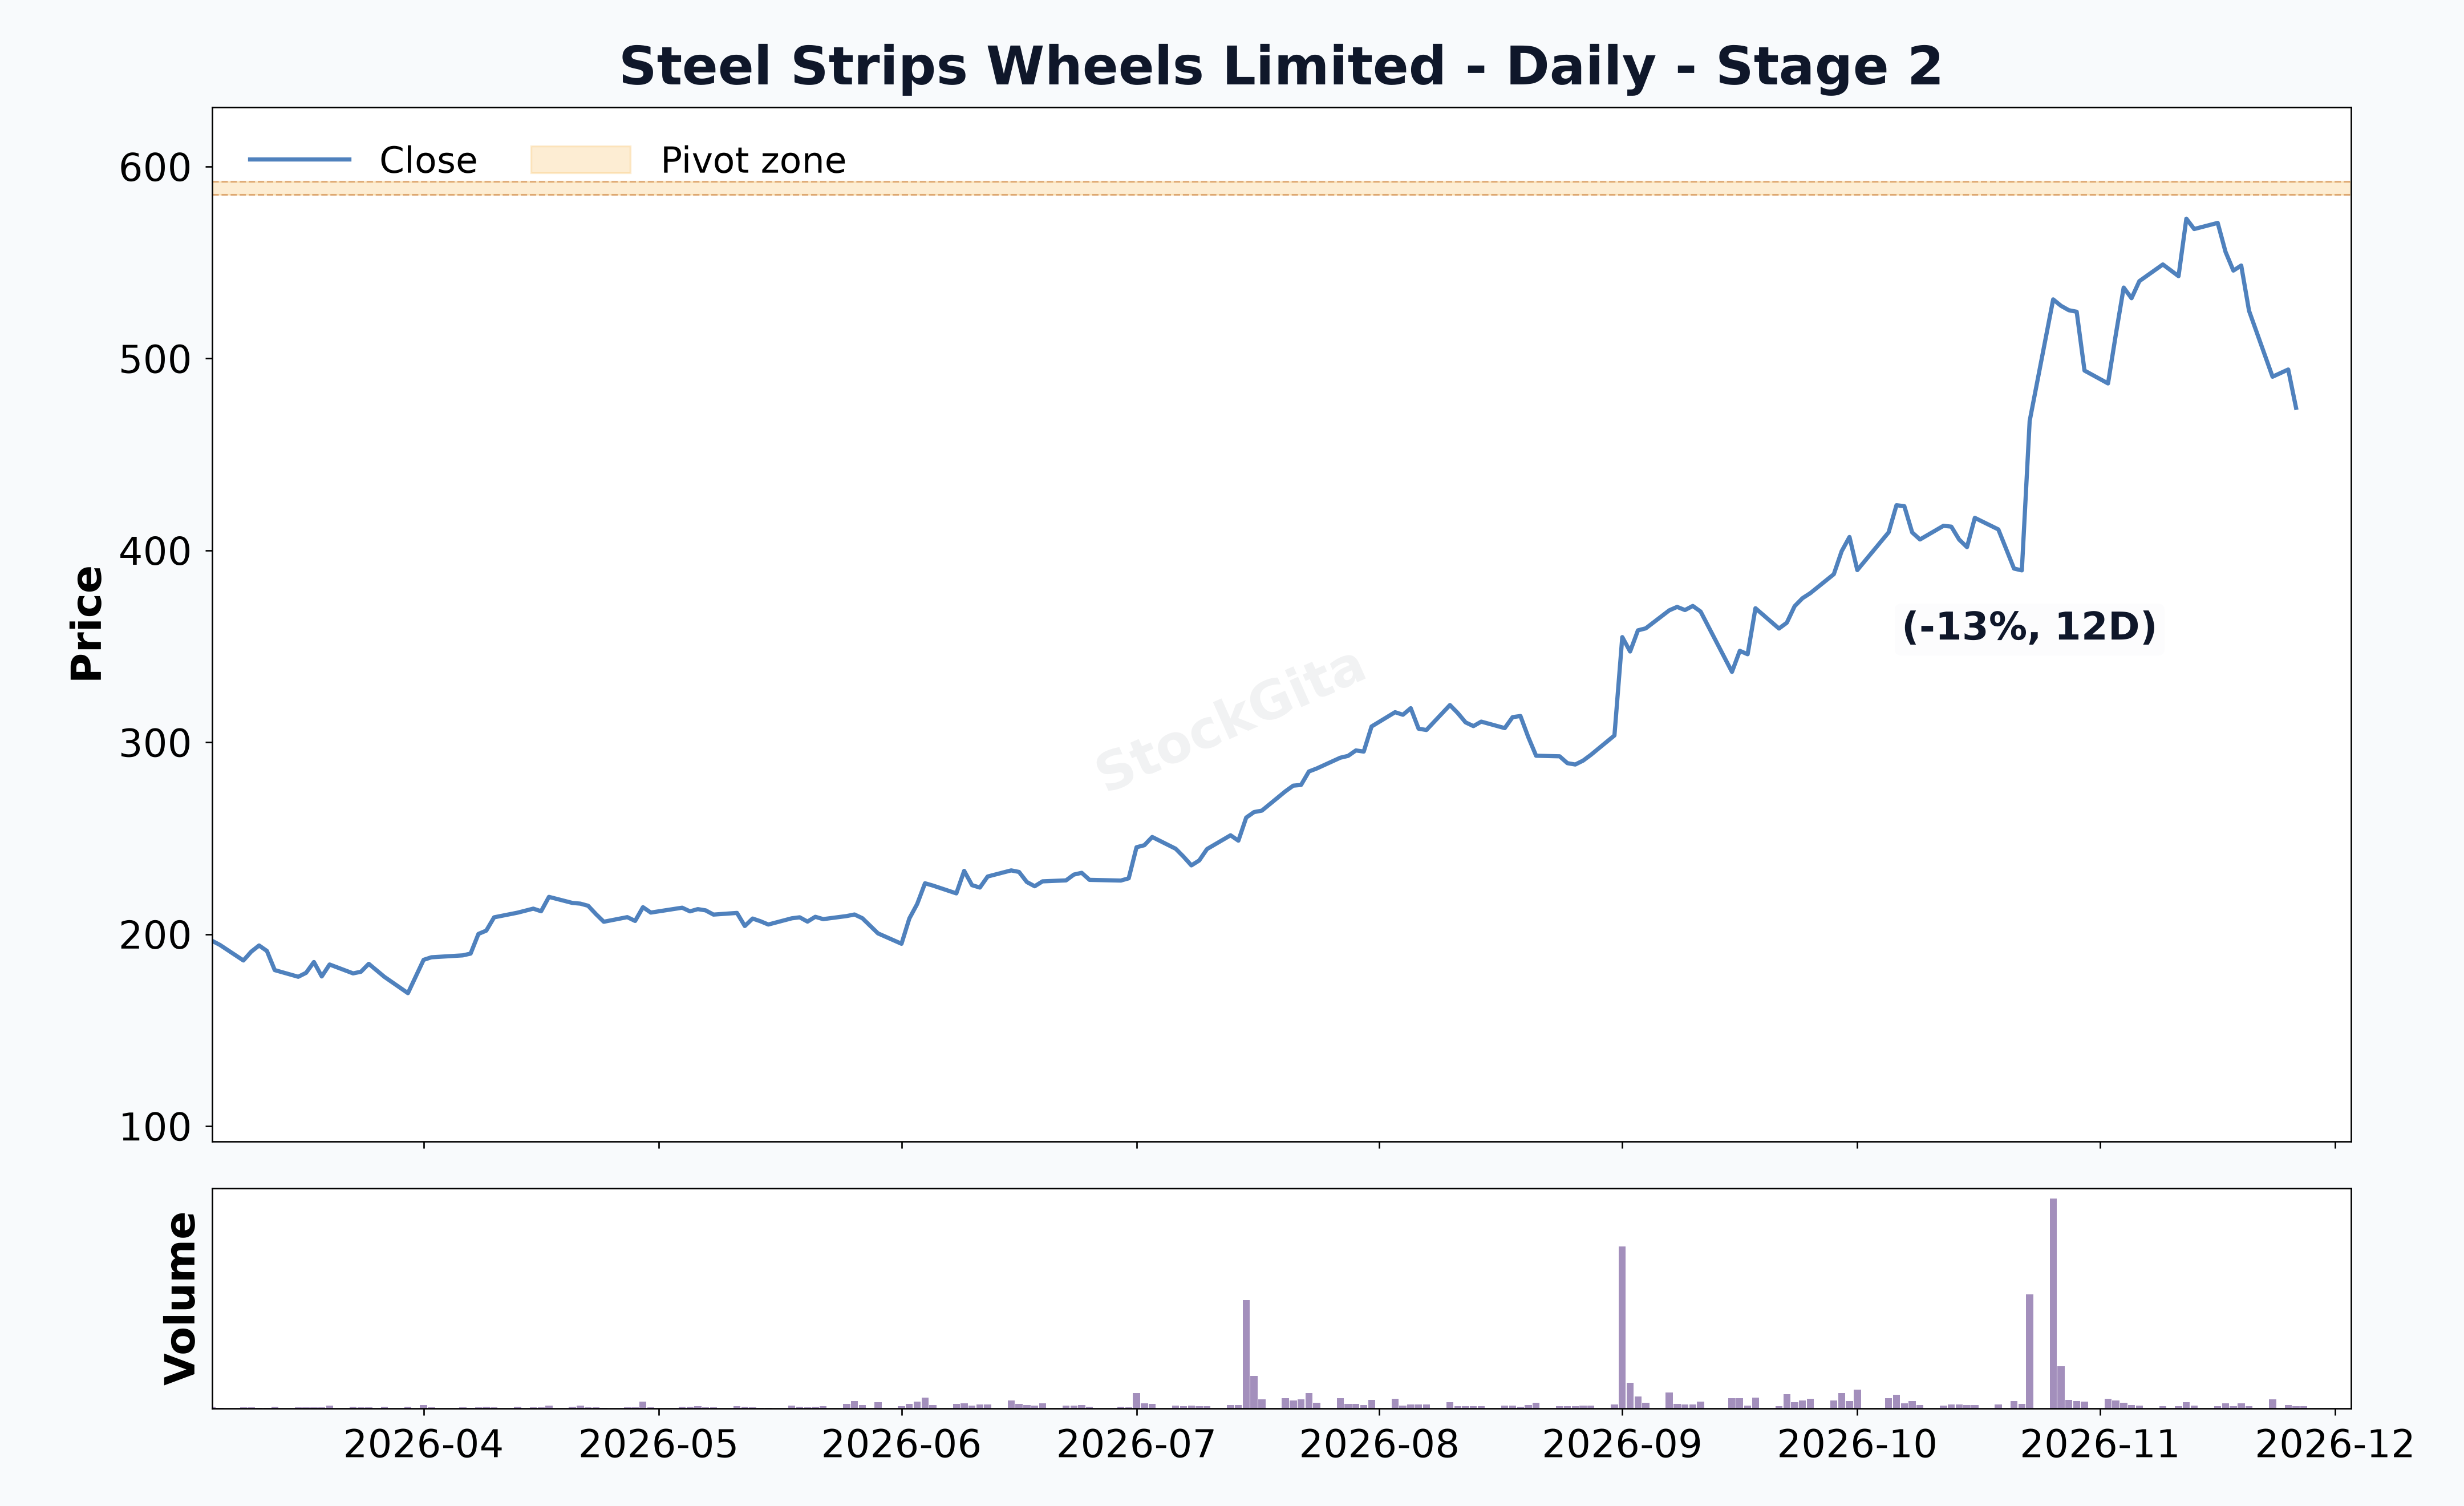 Steel Strips Wheels Limited - Daily - Stage 2
Close
Pivot zone
600
500
400
300
200
100
Price
(-13%, 12D)
StockGita
Volume
2026-04
2026-05
2026-06
2026-07
2026-08
2026-09
2026-10
2026-11
2026-12